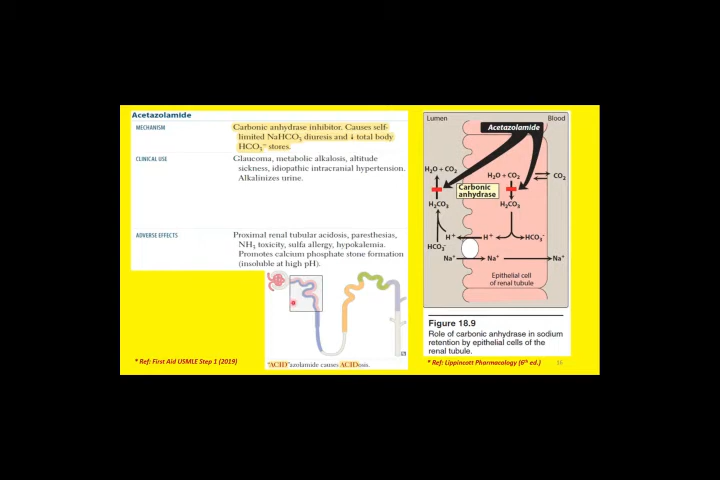 Acetazolamide
MECHANISM
Carbonic anhydrase inhibitor. Causes self-
limited NaHCO3 diuresis and ↓ total body
HCO3− stores.
CLINICAL USE
Glaucoma, metabolic alkalosis, altitude
sickness, idiopathic intracranial hypertension.
Alkalinizes urine.
ADVERSE EFFECTS
Proximal renal tubular acidosis, paresthesias,
NH3 toxicity, sulfa allergy, hypokalemia.
Promotes calcium phosphate stone formation
(insoluble at high pH).
"ACID"azolamide causes ACIDosis.
* Ref: First Aid USMLE Step 1 (2019)
Lumen
Blood
Acetazolamide
H2O + CO2
H2O + CO2
CO2
Carbonic
anhydrase
H2CO3
H2CO3
H+
H+
HCO3−
HCO3−
Na+
Na+
Na+
Epithelial cell
of renal tubule
Figure 18.9
Role of carbonic anhydrase in sodium
retention by epithelial cells of the
renal tubule.
* Ref: Lippincott Pharmacology (6th ed.)